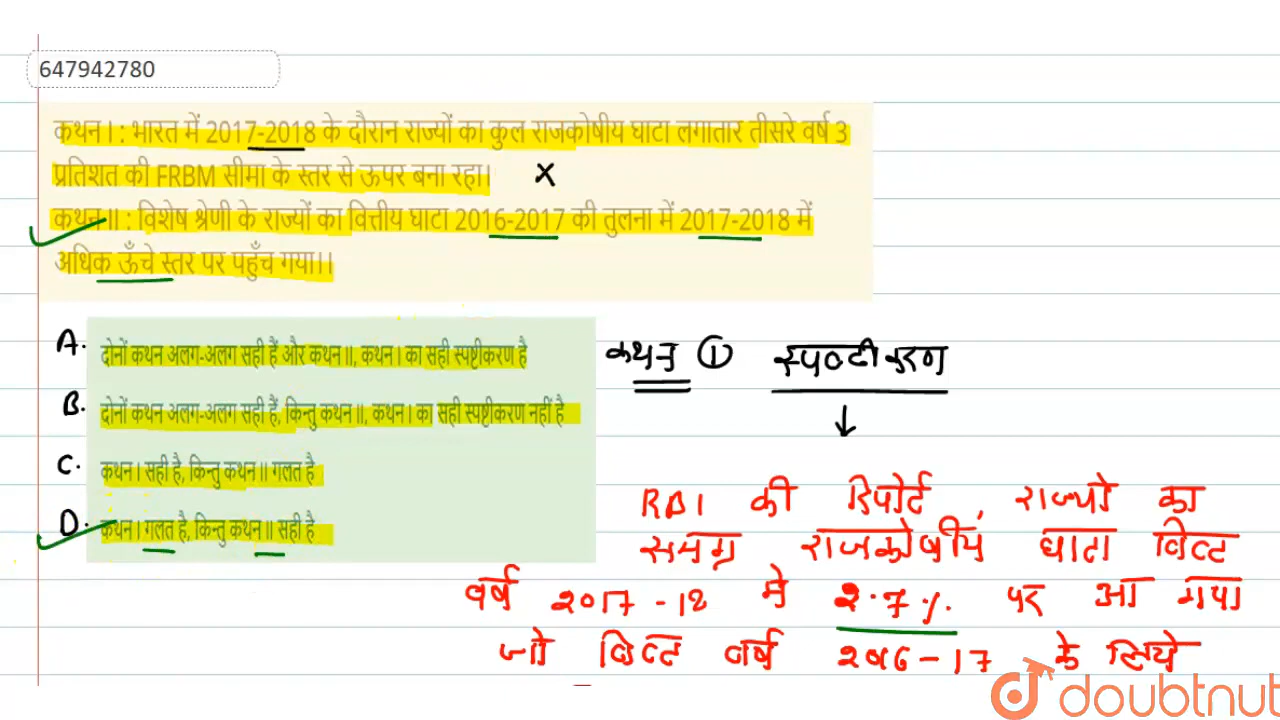 647942780
कथन I : भारत में 2017-2018 के दौरान राज्यों का कुल राजकोषीय घाटा लगातार तीसरे वर्ष 3
प्रतिशत की FRBM सीमा के स्तर से ऊपर बना रहा। X
कथन II : विशेष श्रेणी के राज्यों का वित्तीय घाटा 2016-2017 की तुलना में 2017-2018 में
अधिक ऊँचे स्तर पर पहुँच गया।।
A. दोनों कथन अलग-अलग सही हैं और कथन II, कथन I का सही स्पष्टीकरण है
B. दोनों कथन अलग-अलग सही हैं, किन्तु कथन II, कथन I का सही स्पष्टीकरण नहीं है
C. कथन I सही है, किन्तु कथन II गलत है
D. कथन I गलत है, किन्तु कथन II सही है
कथन ① स्पष्टीकरण
RBI की रिपोर्ट, राज्यो का
समग्र राजकोषीय घाटा वित्त
वर्ष 2017-18 मे 2.7% पर आ गया
जो वित्त वर्ष 2016-17 के लिये
doubtnut